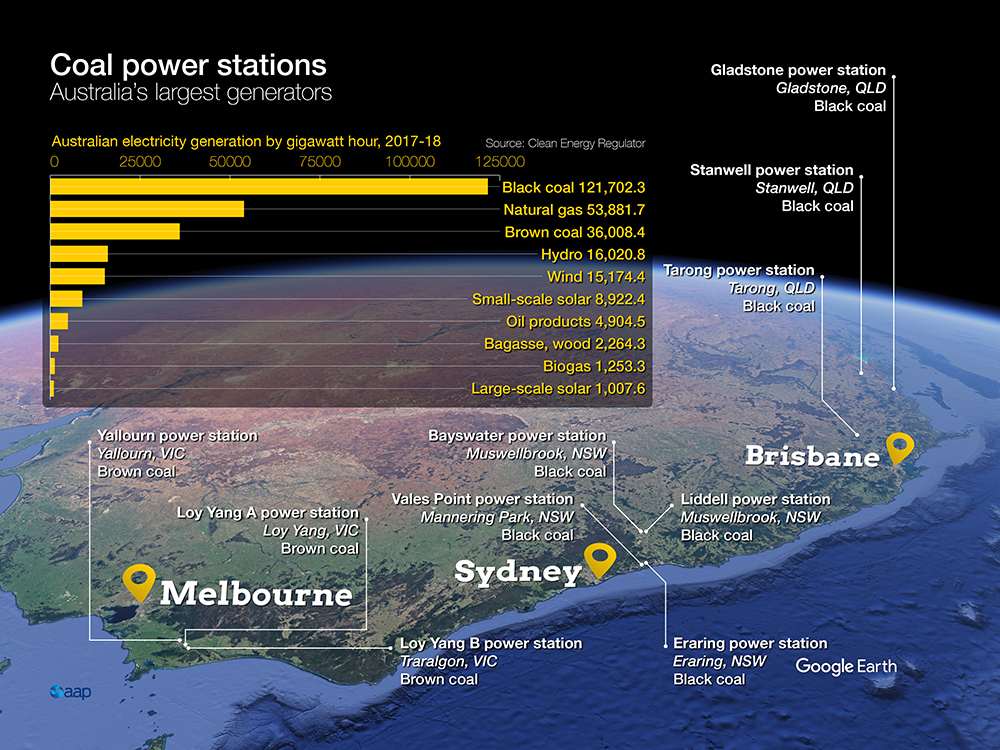 Coal power stations
Australia's largest generators
Australian electricity generation by gigawatt hour, 2017-18
Source: Clean Energy Regulator
0 25000 50000 75000 100000 125000
Black coal 121,702.3
Natural gas 53,881.7
Brown coal 36,008.4
Hydro 16,020.8
Wind 15,174.4
Small-scale solar 8,922.4
Oil products 4,904.5
Bagasse, wood 2,264.3
Biogas 1,253.3
Large-scale solar 1,007.6
Gladstone power station
Gladstone, QLD
Black coal
Stanwell power station
Stanwell, QLD
Black coal
Tarong power station
Tarong, QLD
Black coal
Yallourn power station
Yallourn, VIC
Brown coal
Bayswater power station
Muswellbrook, NSW
Black coal
Brisbane
Loy Yang A power station
Loy Yang, VIC
Brown coal
Vales Point power station
Mannering Park, NSW
Black coal
Liddell power station
Muswellbrook, NSW
Black coal
Sydney
Melbourne
Loy Yang B power station
Traralgon, VIC
Brown coal
Eraring power station
Eraring, NSW
Black coal
Google Earth
aap